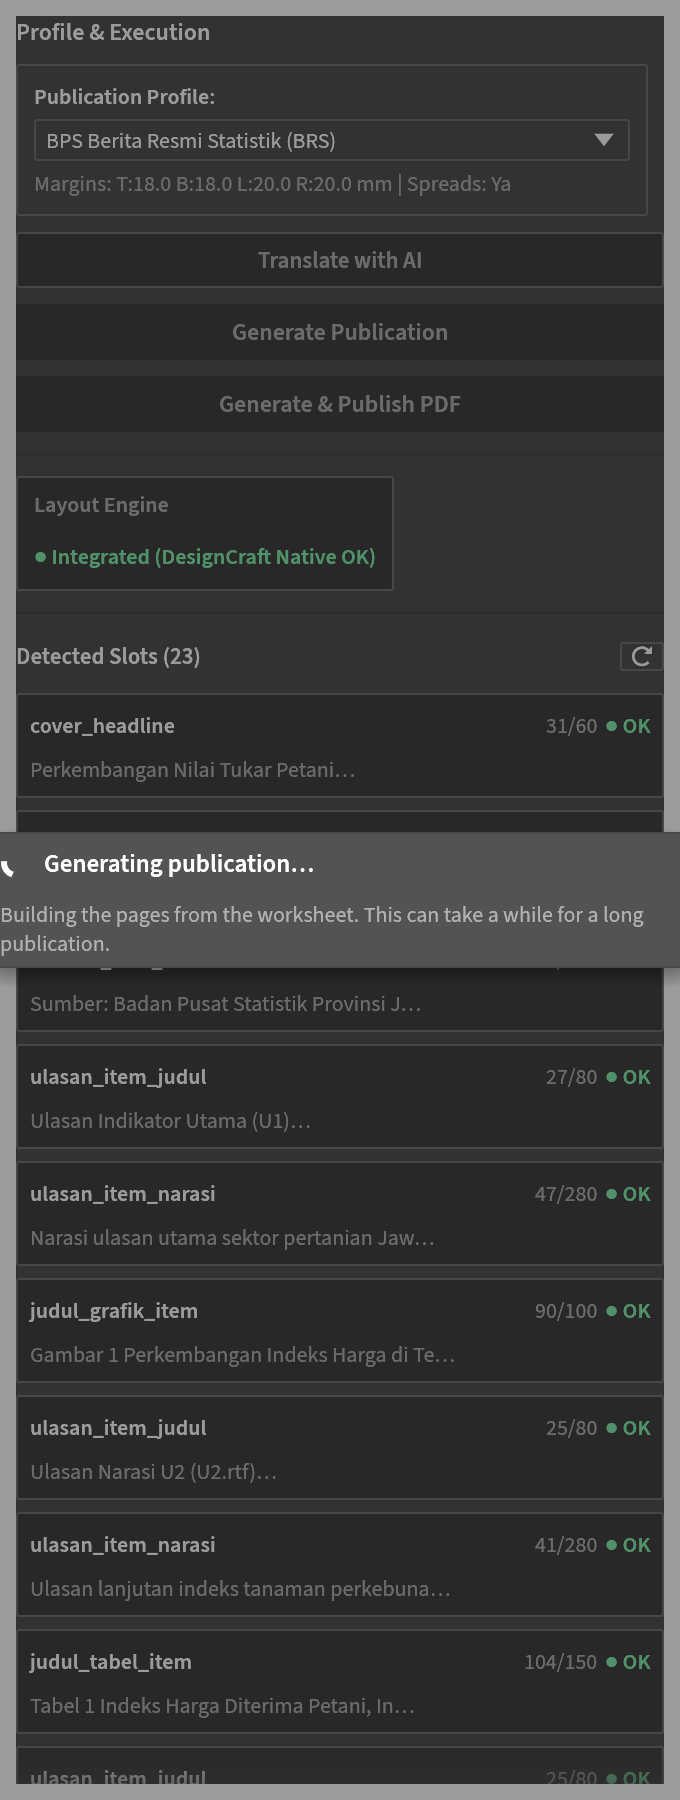 Profile & Execution
Publication Profile:
BPS Berita Resmi Statistik (BRS)
Margins: T:18.0 B:18.0 L:20.0 R:20.0 mm | Spreads: Ya
Translate with AI
Generate Publication
Generate & Publish PDF
Layout Engine
● Integrated (DesignCraft Native OK)
Detected Slots (23)
cover_headline 31/60 ● OK
Perkembangan Nilai Tukar Petani...
Generating publication...
Building the pages from the worksheet. This can take a while for a long
publication.
Sumber: Badan Pusat Statistik Provinsi J...
ulasan_item_judul 27/80 ● OK
Ulasan Indikator Utama (U1)...
ulasan_item_narasi 47/280 ● OK
Narasi ulasan utama sektor pertanian Jaw...
judul_grafik_item 90/100 ● OK
Gambar 1 Perkembangan Indeks Harga di Te...
ulasan_item_judul 25/80 ● OK
Ulasan Narasi U2 (U2.rtf)...
ulasan_item_narasi 41/280 ● OK
Ulasan lanjutan indeks tanaman perkebuna...
judul_tabel_item 104/150 ● OK
Tabel 1 Indeks Harga Diterima Petani, In...
ulasan_item_judul 25/80 ● OK